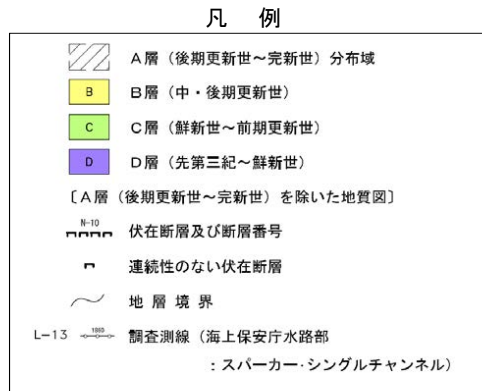 凡 例
A層（後期更新世～完新世）分布域
B B層（中・後期更新世）
C C層（鮮新世～前期更新世）
D D層（先第三紀～鮮新世）
〔A層（後期更新世～完新世）を除いた地質図〕
N-10 伏在断層及び断層番号
連続性のない伏在断層
地 層 境 界
L-13 調査測線（海上保安庁水路部
：スパーカー・シングルチャンネル）